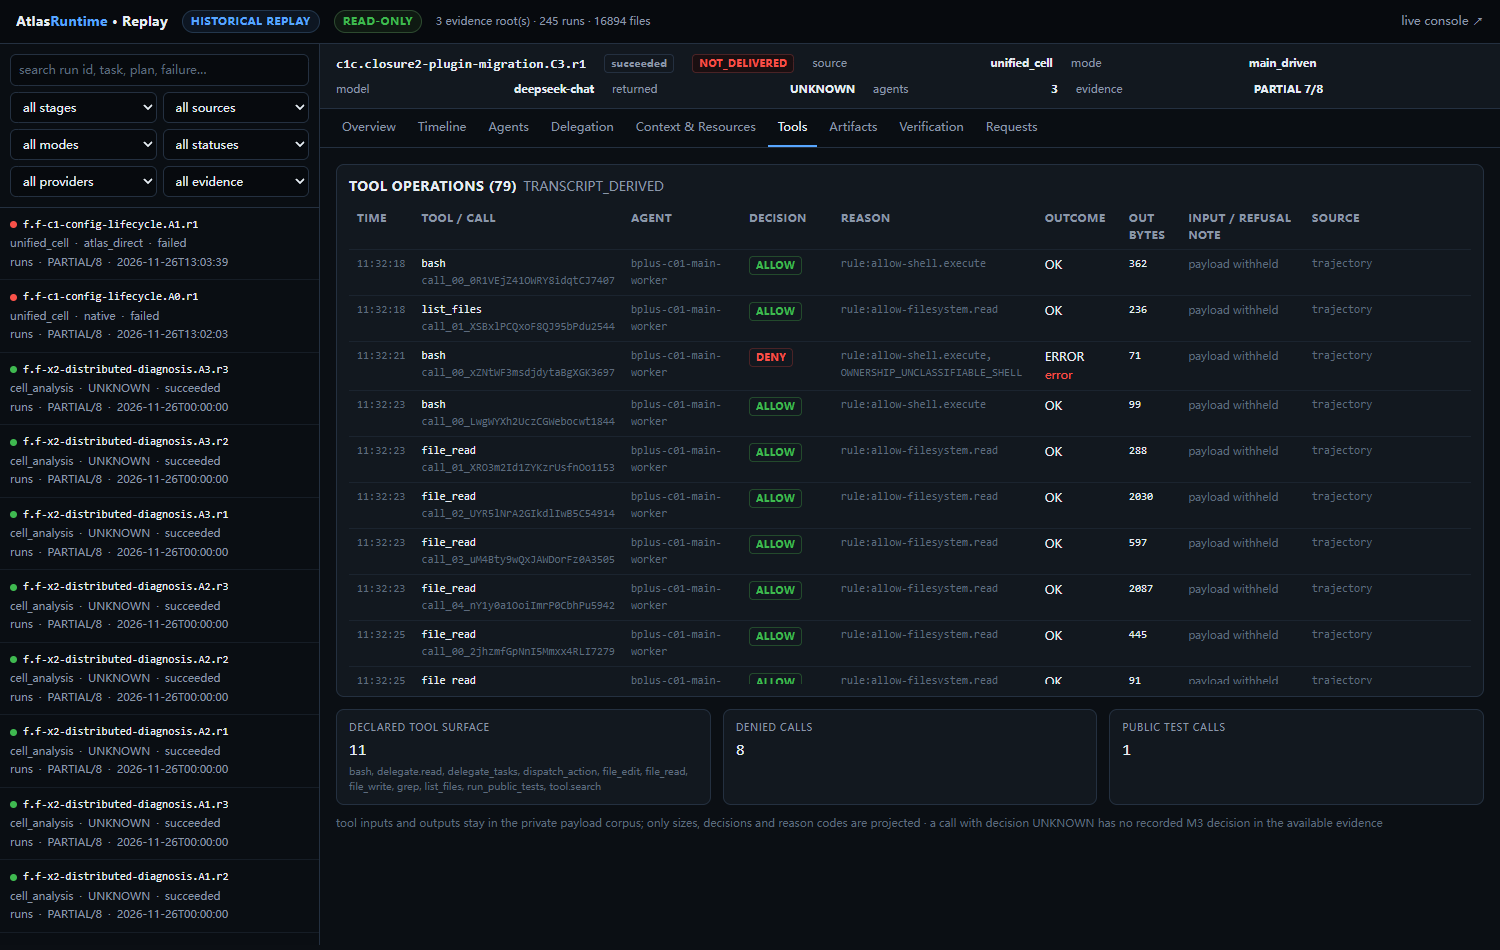 AtlasRuntime • Replay HISTORICAL REPLAY READ-ONLY 3 evidence root(s) · 245 runs · 16894 files live console ↗
search run id, task, plan, failure...
all stages all sources
all modes all statuses
all providers all evidence
f.f-c1-config-lifecycle.A1.r1
unified_cell · atlas_direct · failed
runs · PARTIAL/8 · 2026-11-26T13:03:39
f.f-c1-config-lifecycle.A0.r1
unified_cell · native · failed
runs · PARTIAL/8 · 2026-11-26T13:02:03
f.f-x2-distributed-diagnosis.A3.r3
cell_analysis · UNKNOWN · succeeded
runs · PARTIAL/8 · 2026-11-26T00:00:00
f.f-x2-distributed-diagnosis.A3.r2
cell_analysis · UNKNOWN · succeeded
runs · PARTIAL/8 · 2026-11-26T00:00:00
f.f-x2-distributed-diagnosis.A3.r1
cell_analysis · UNKNOWN · succeeded
runs · PARTIAL/8 · 2026-11-26T00:00:00
f.f-x2-distributed-diagnosis.A2.r3
cell_analysis · UNKNOWN · succeeded
runs · PARTIAL/8 · 2026-11-26T00:00:00
f.f-x2-distributed-diagnosis.A2.r2
cell_analysis · UNKNOWN · succeeded
runs · PARTIAL/8 · 2026-11-26T00:00:00
f.f-x2-distributed-diagnosis.A2.r1
cell_analysis · UNKNOWN · succeeded
runs · PARTIAL/8 · 2026-11-26T00:00:00
f.f-x2-distributed-diagnosis.A1.r3
cell_analysis · UNKNOWN · succeeded
runs · PARTIAL/8 · 2026-11-26T00:00:00
f.f-x2-distributed-diagnosis.A1.r2
cell_analysis · UNKNOWN · succeeded
runs · PARTIAL/8 · 2026-11-26T00:00:00
c1c.closure2-plugin-migration.C3.r1 succeeded NOT_DELIVERED source unified_cell mode main_driven
model deepseek-chat returned UNKNOWN agents 3 evidence PARTIAL 7/8
Overview Timeline Agents Delegation Context & Resources Tools Artifacts Verification Requests
TOOL OPERATIONS (79) TRANSCRIPT_DERIVED
TIME TOOL / CALL AGENT DECISION REASON OUTCOME OUT BYTES INPUT / REFUSAL NOTE SOURCE
11:32:18 bash bplus-c01-main- ALLOW rule:allow-shell.execute OK 362 payload withheld trajectory
call_00_0R1VEjZ41OWRY8idqtCJ7407 worker
11:32:18 list_files bplus-c01-main- ALLOW rule:allow-filesystem.read OK 236 payload withheld trajectory
call_01_XSBxlPCQxoF8QJ95bPdu2544 worker
11:32:21 bash bplus-c01-main- DENY rule:allow-shell.execute, ERROR 71 payload withheld trajectory
call_00_xZNtWF3msdjdytaBgXGK3697 worker OWNERSHIP_UNCLASSIFIABLE_SHELL error
11:32:23 bash bplus-c01-main- ALLOW rule:allow-shell.execute OK 99 payload withheld trajectory
call_00_LwgWYXh2UczCGWebocwt1844 worker
11:32:23 file_read bplus-c01-main- ALLOW rule:allow-filesystem.read OK 288 payload withheld trajectory
call_01_XRO3m2Id1ZYKzrUsfnOo1153 worker
11:32:23 file_read bplus-c01-main- ALLOW rule:allow-filesystem.read OK 2030 payload withheld trajectory
call_02_UYR5lNrA2GIkdlIWB5C54914 worker
11:32:23 file_read bplus-c01-main- ALLOW rule:allow-filesystem.read OK 597 payload withheld trajectory
call_03_uM4Bty9wQxJAWDorFz0A3505 worker
11:32:23 file_read bplus-c01-main- ALLOW rule:allow-filesystem.read OK 2087 payload withheld trajectory
call_04_nY1y0a1OoiImrP0CbhPu5942 worker
11:32:25 file_read bplus-c01-main- ALLOW rule:allow-filesystem.read OK 445 payload withheld trajectory
call_00_2jhzmfGpNnI5Mmxx4RLI7279 worker
11:32:25 file_read bplus-c01-main- ALLOW rule:allow-filesystem.read OK 91 payload withheld trajectory
DECLARED TOOL SURFACE
11
bash, delegate.read, delegate_tasks, dispatch_action, file_edit, file_read,
file_write, grep, list_files, run_public_tests, tool.search
DENIED CALLS
8
PUBLIC TEST CALLS
1
tool inputs and outputs stay in the private payload corpus; only sizes, decisions and reason codes are projected · a call with decision UNKNOWN has no recorded M3 decision in the available evidence